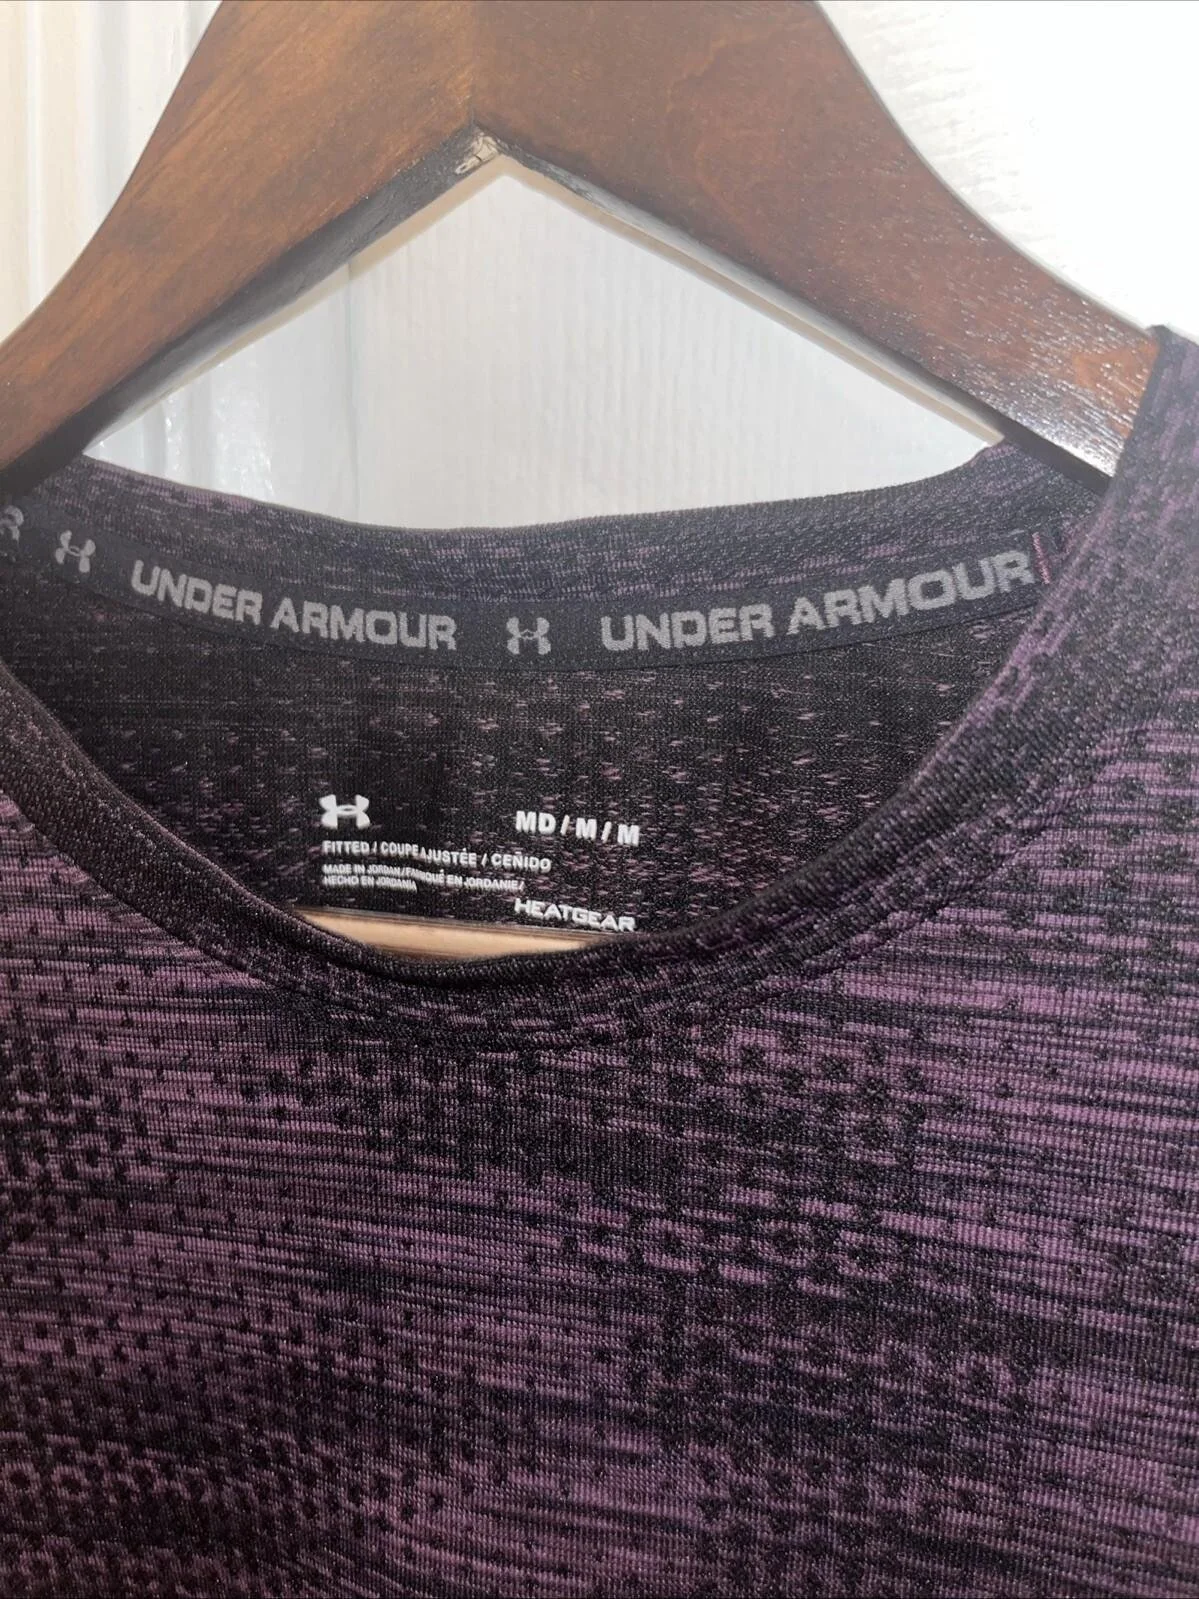 UNDER ARMOUR UNDER ARMOUR
MD / M / M
FITTED / COUPE AJUSTÉE / CEÑIDO
MADE IN JORDAN / FABRIQUÉ EN JORDANIE /
HECHO EN JORDANIA
HEATGEAR